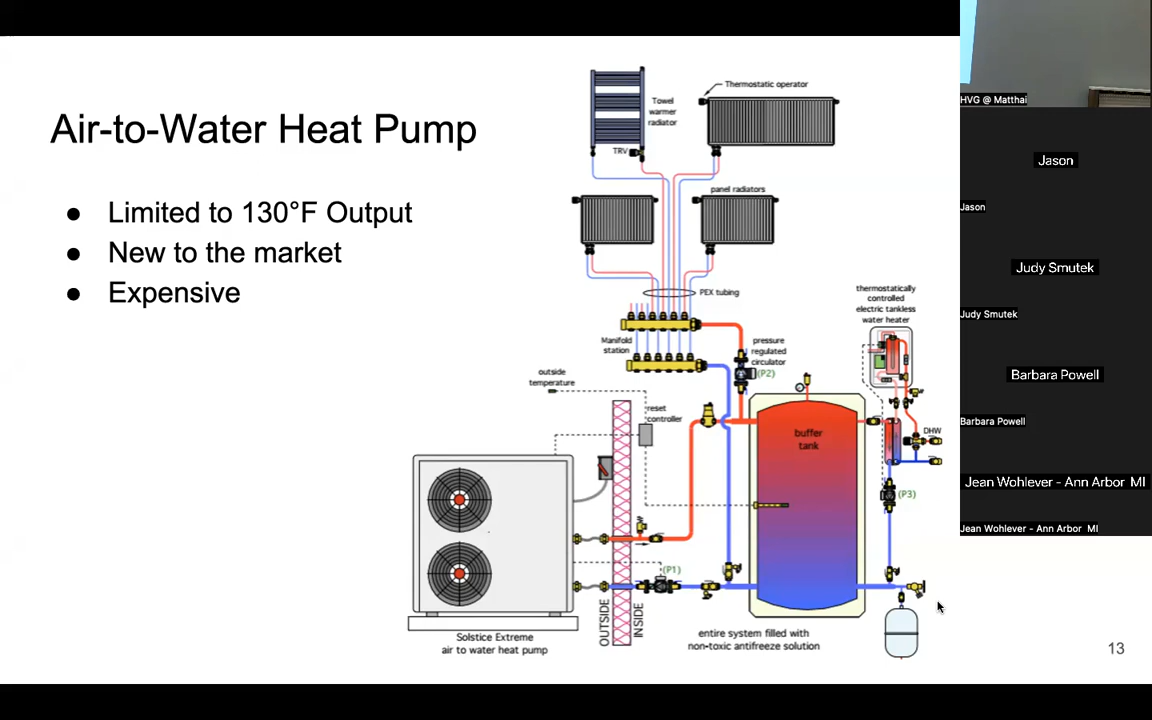 Air-to-Water Heat Pump
● Limited to 130°F Output
● New to the market
● Expensive
Thermostatic operator
Towel
warmer
radiator
TRV
panel radiators
PEX tubing
Manifold
station
pressure
regulated
circulator
(P2)
thermostatically
controlled
electric tankless
water heater
outside
temperature
reset
controller
buffer
tank
DHW
(P3)
(P1)
OUTSIDE
INSIDE
Solstice Extreme
air to water heat pump
entire system filled with
non-toxic antifreeze solution
13
HVG @ Matthai
Jason
Jason
Judy Smutek
Judy Smutek
Barbara Powell
Barbara Powell
Jean Wohlever - Ann Arbor MI
Jean Wohlever - Ann Arbor MI